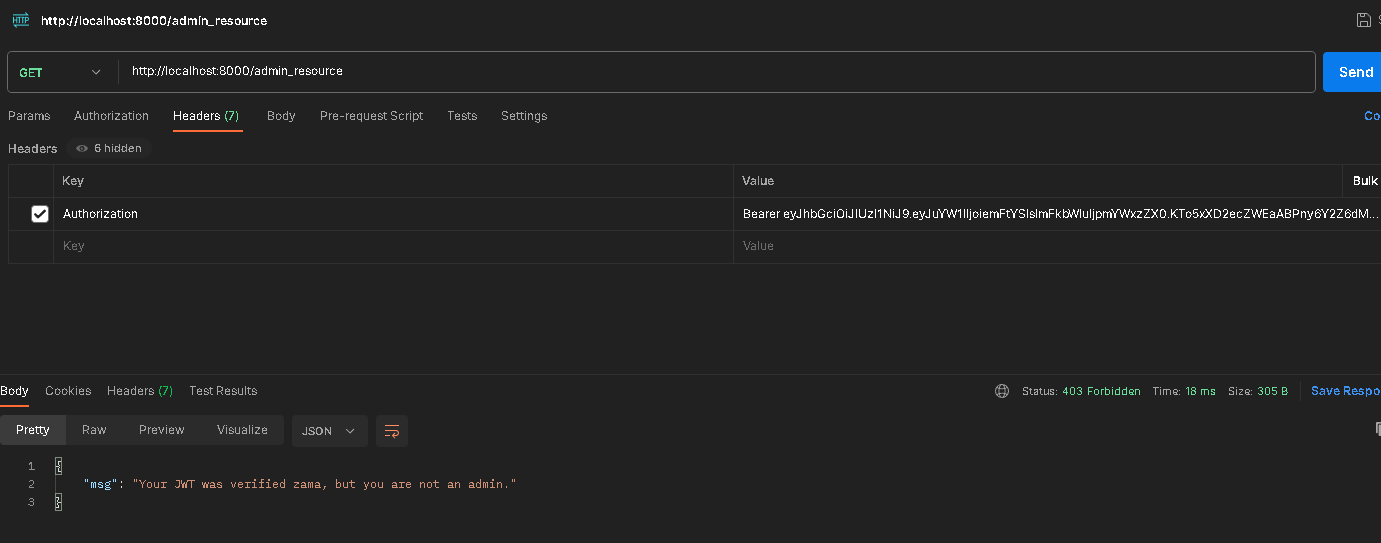 HTTP http://localhost:8000/admin_resource
GET http://localhost:8000/admin_resource Send
Params Authorization Headers (7) Body Pre-request Script Tests Settings Co
Headers 6 hidden
Key Value Bulk
Authorization Bearer eyJhbGciOiJIUzI1NiJ9.eyJuYW1lIjoiemFtYSIsImFkbWluIjpmYWxzZX0.KTc5xXD2ecZWEaABPny6Y2Z6dM...
Key Value
Body Cookies Headers (7) Test Results Status: 403 Forbidden Time: 18 ms Size: 305 B Save Respo
Pretty Raw Preview Visualize JSON
1 {
2 "msg": "Your JWT was verified zama, but you are not an admin."
3 }